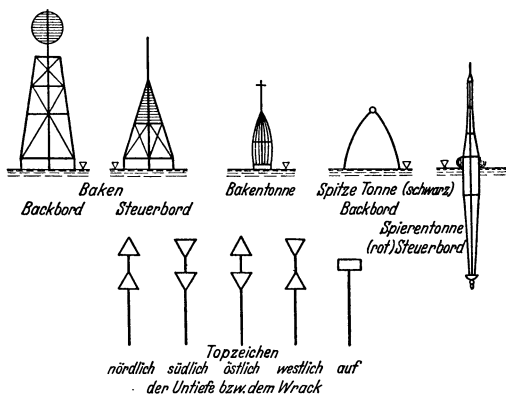 Baken
Backbord Steuerbord
Bakentonne
Spitze Tonne (schwarz)
Backbord
Spierentonne
(rot) Steuerbord
Topzeichen
nördlich südlich östlich westlich auf
der Untiefe bzw. dem Wrack